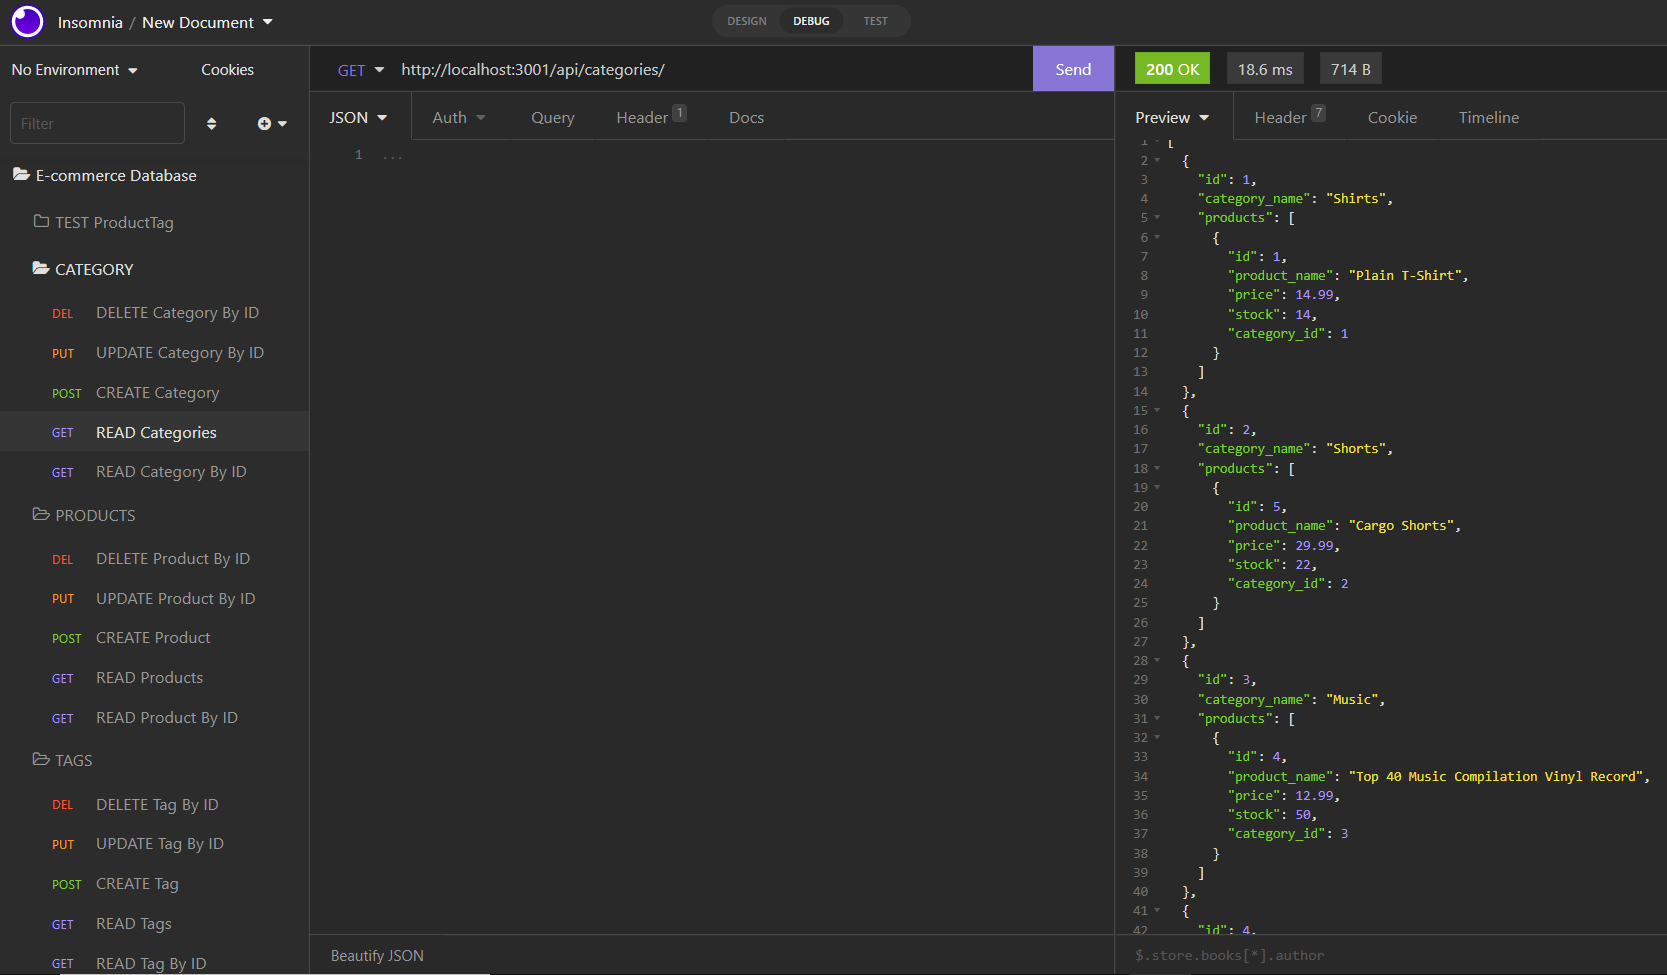 Insomnia / New Document
DESIGN DEBUG TEST
No Environment Cookies
Filter
E-commerce Database
TEST ProductTag
CATEGORY
DEL DELETE Category By ID
PUT UPDATE Category By ID
POST CREATE Category
GET READ Categories
GET READ Category By ID
PRODUCTS
DEL DELETE Product By ID
PUT UPDATE Product By ID
POST CREATE Product
GET READ Products
GET READ Product By ID
TAGS
DEL DELETE Tag By ID
PUT UPDATE Tag By ID
POST CREATE Tag
GET READ Tags
GET READ Tag By ID
GET http://localhost:3001/api/categories/ Send
JSON Auth Query Header 1 Docs
1 ...
Beautify JSON
200 OK 18.6 ms 714 B
Preview Header 7 Cookie Timeline
1 [
2 {
3 "id": 1,
4 "category_name": "Shirts",
5 "products": [
6 {
7 "id": 1,
8 "product_name": "Plain T-Shirt",
9 "price": 14.99,
10 "stock": 14,
11 "category_id": 1
12 }
13 ]
14 },
15 {
16 "id": 2,
17 "category_name": "Shorts",
18 "products": [
19 {
20 "id": 5,
21 "product_name": "Cargo Shorts",
22 "price": 29.99,
23 "stock": 22,
24 "category_id": 2
25 }
26 ]
27 },
28 {
29 "id": 3,
30 "category_name": "Music",
31 "products": [
32 {
33 "id": 4,
34 "product_name": "Top 40 Music Compilation Vinyl Record",
35 "price": 12.99,
36 "stock": 50,
37 "category_id": 3
38 }
39 ]
40 },
41 {
42 "id": 4,
$.store.books[*].author